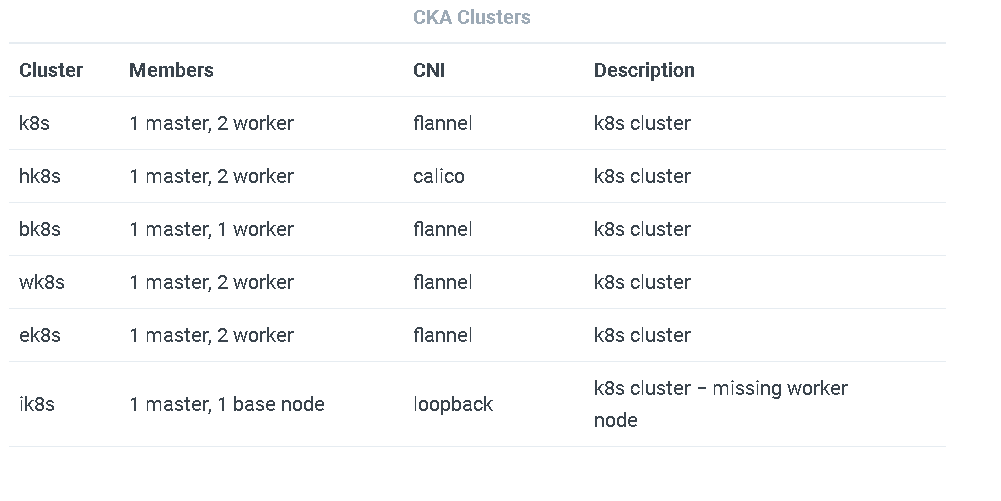 CKA Clusters
Cluster Members CNI Description
k8s 1 master, 2 worker flannel k8s cluster
hk8s 1 master, 2 worker calico k8s cluster
bk8s 1 master, 1 worker flannel k8s cluster
wk8s 1 master, 2 worker flannel k8s cluster
ek8s 1 master, 2 worker flannel k8s cluster
ik8s 1 master, 1 base node loopback k8s cluster − missing worker
node